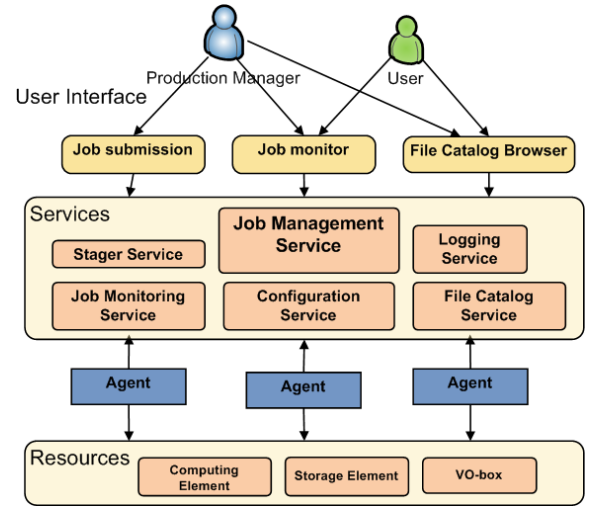 Production Manager
User
User Interface
Job submission
Job monitor
File Catalog Browser
Services
Job Management
Service
Logging
Service
Stager Service
Job Monitoring
Service
Configuration
Service
File Catalog
Service
Agent
Agent
Agent
Resources
Computing
Element
Storage Element
VO-box